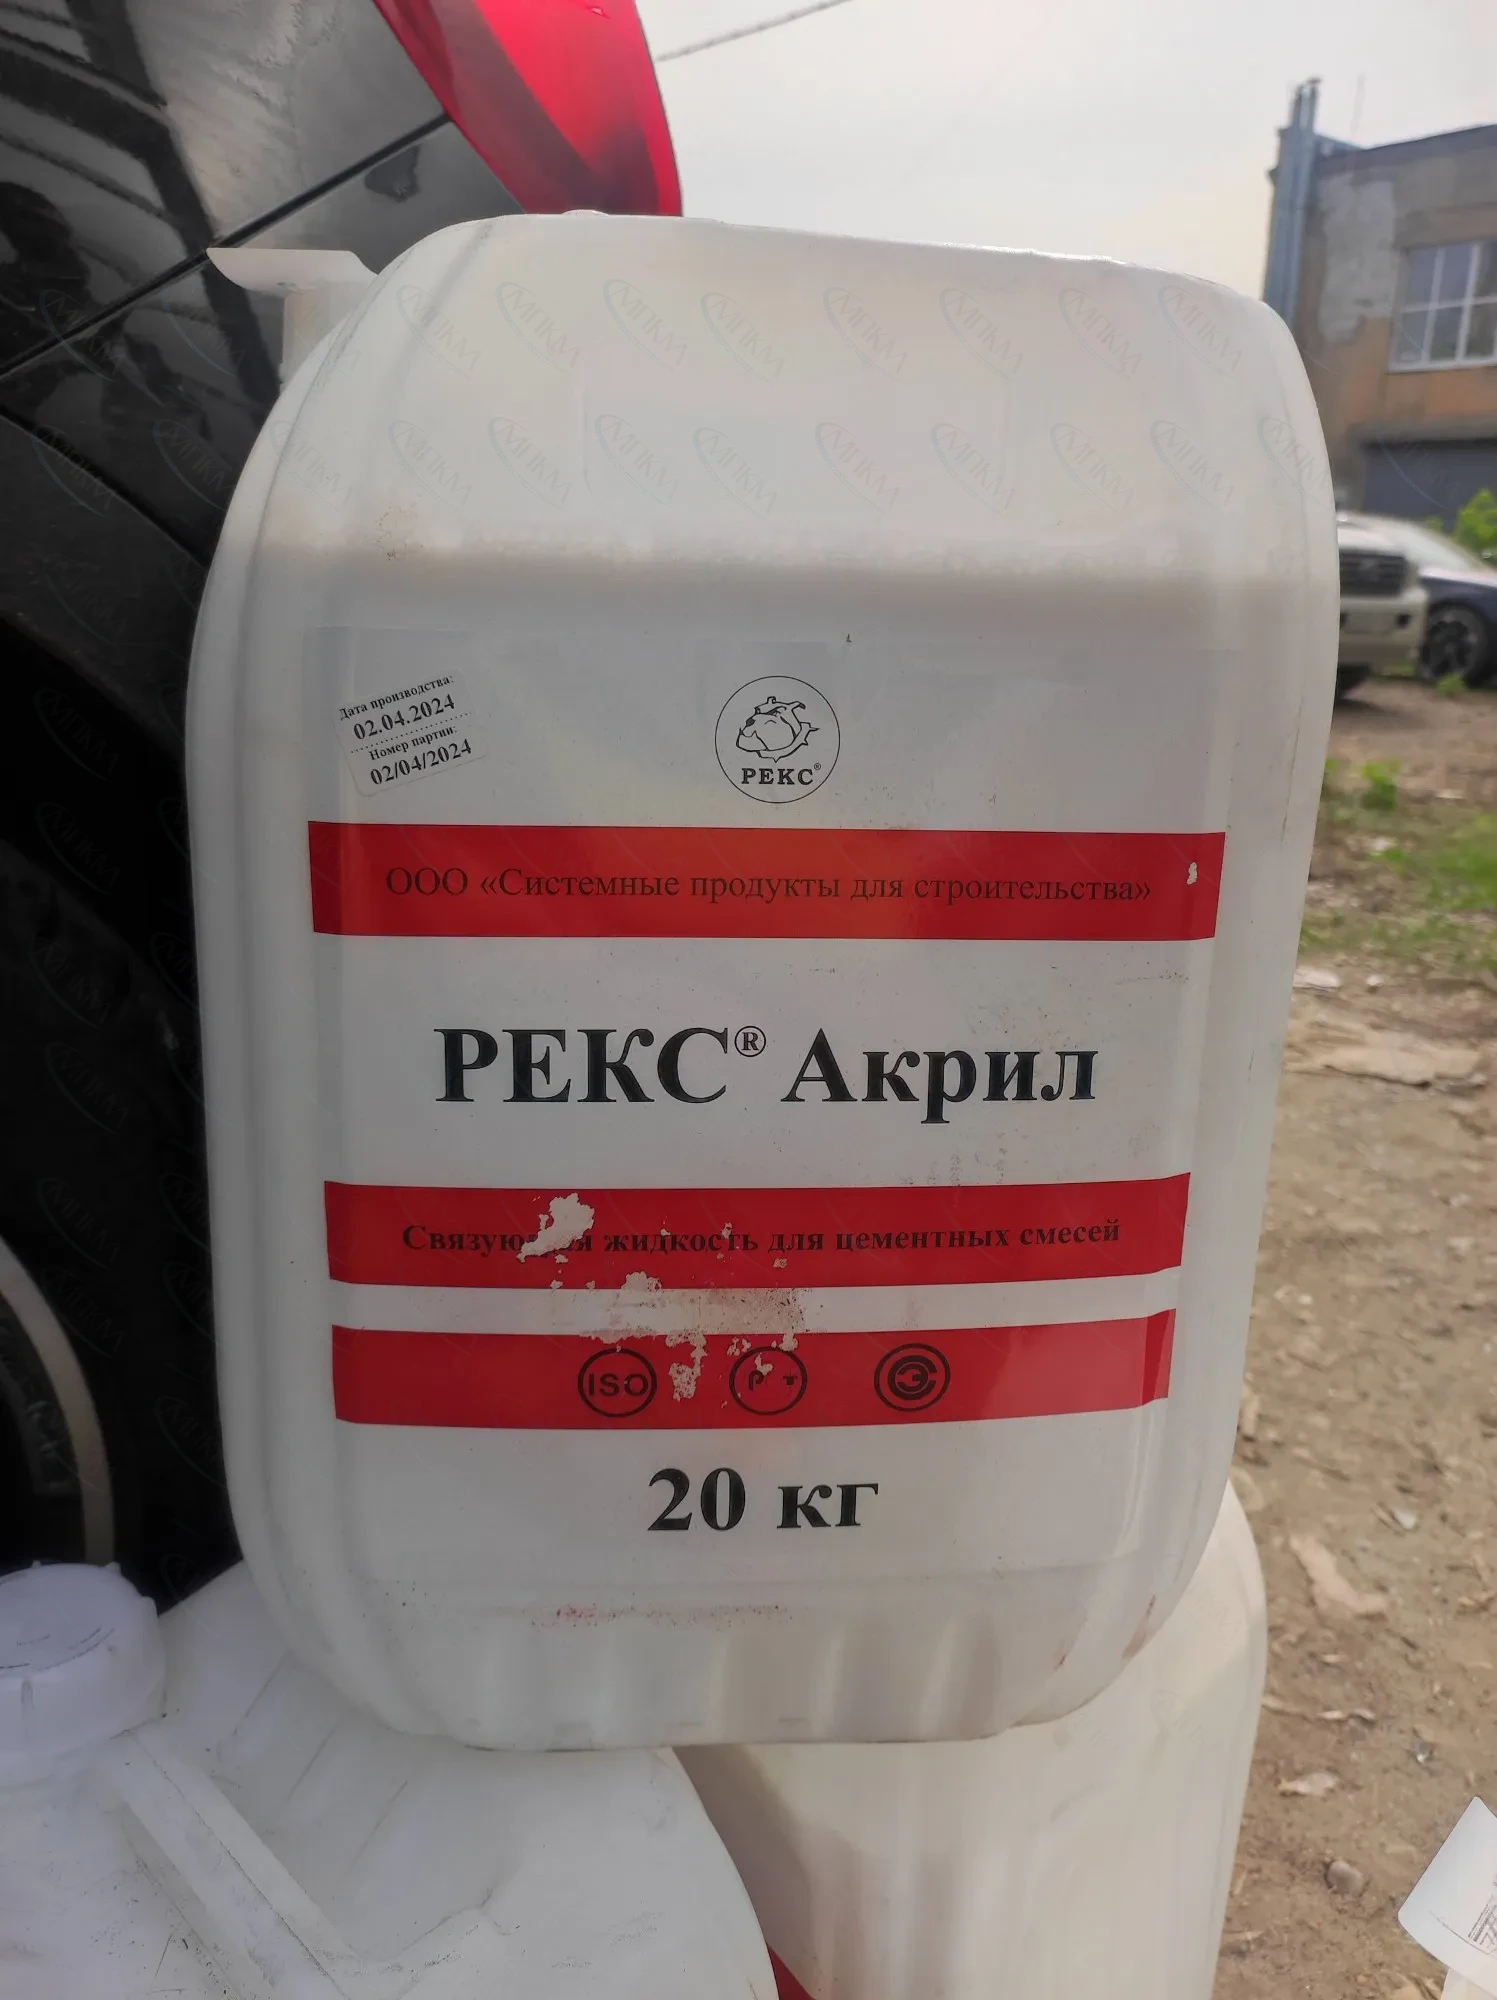 Дата производства:
02.04.2024
Номер партии:
02/04/2024
РЕКС®
ООО «Системные продукты для строительства»
РЕКС® Акрил
жидкость для цементных смесей
ISO
20 кг
МПКМ